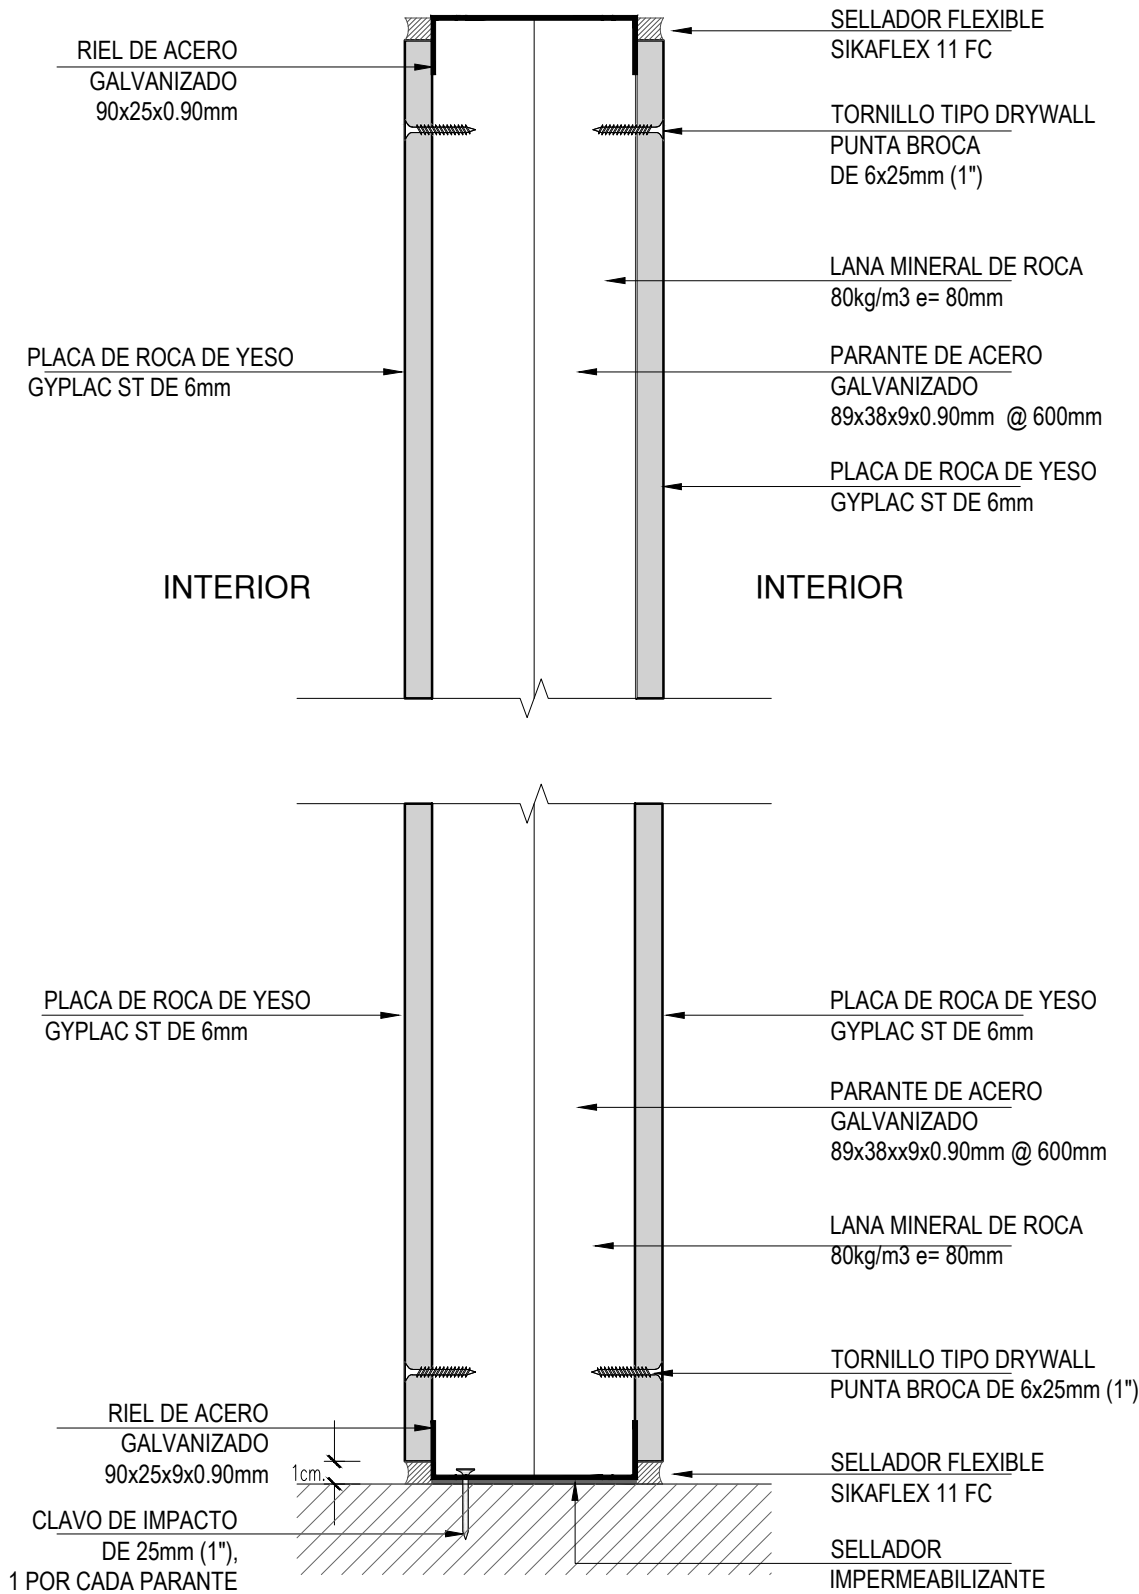 SELLADOR FLEXIBLE
SIKAFLEX 11 FC
RIEL DE ACERO
GALVANIZADO
90x25x0.90mm
TORNILLO TIPO DRYWALL
PUNTA BROCA
DE 6x25mm (1")
LANA MINERAL DE ROCA
80kg/m3 e= 80mm
PLACA DE ROCA DE YESO
GYPLAC ST DE 6mm
PARANTE DE ACERO
GALVANIZADO
89x38x9x0.90mm @ 600mm
PLACA DE ROCA DE YESO
GYPLAC ST DE 6mm
INTERIOR
INTERIOR
PLACA DE ROCA DE YESO
GYPLAC ST DE 6mm
PLACA DE ROCA DE YESO
GYPLAC ST DE 6mm
PARANTE DE ACERO
GALVANIZADO
89x38xx9x0.90mm @ 600mm
LANA MINERAL DE ROCA
80kg/m3 e= 80mm
TORNILLO TIPO DRYWALL
PUNTA BROCA DE 6x25mm (1")
RIEL DE ACERO
GALVANIZADO
90x25x9x0.90mm
1cm.
SELLADOR FLEXIBLE
SIKAFLEX 11 FC
CLAVO DE IMPACTO
DE 25mm (1"),
1 POR CADA PARANTE
SELLADOR
IMPERMEABILIZANTE